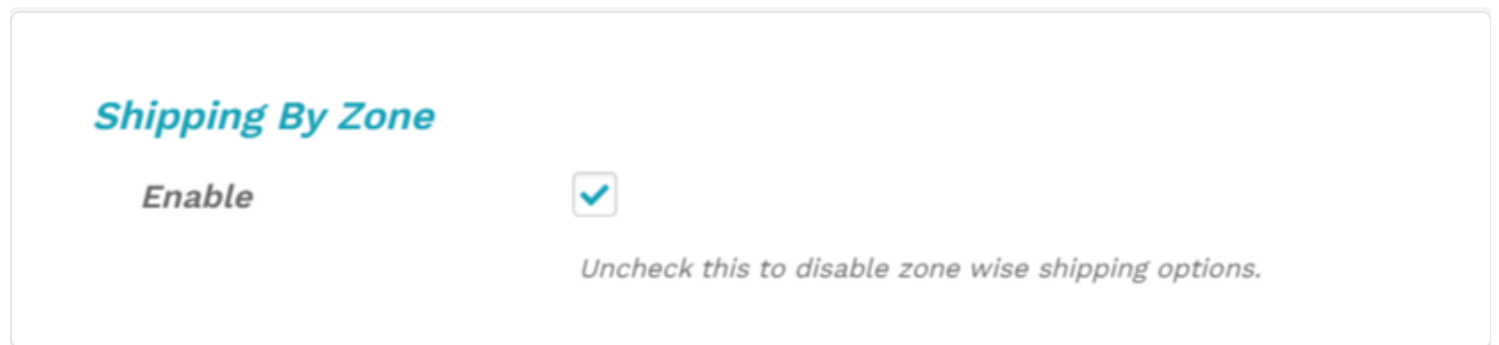 Shipping By Zone
Enable
Uncheck this to disable zone wise shipping options.